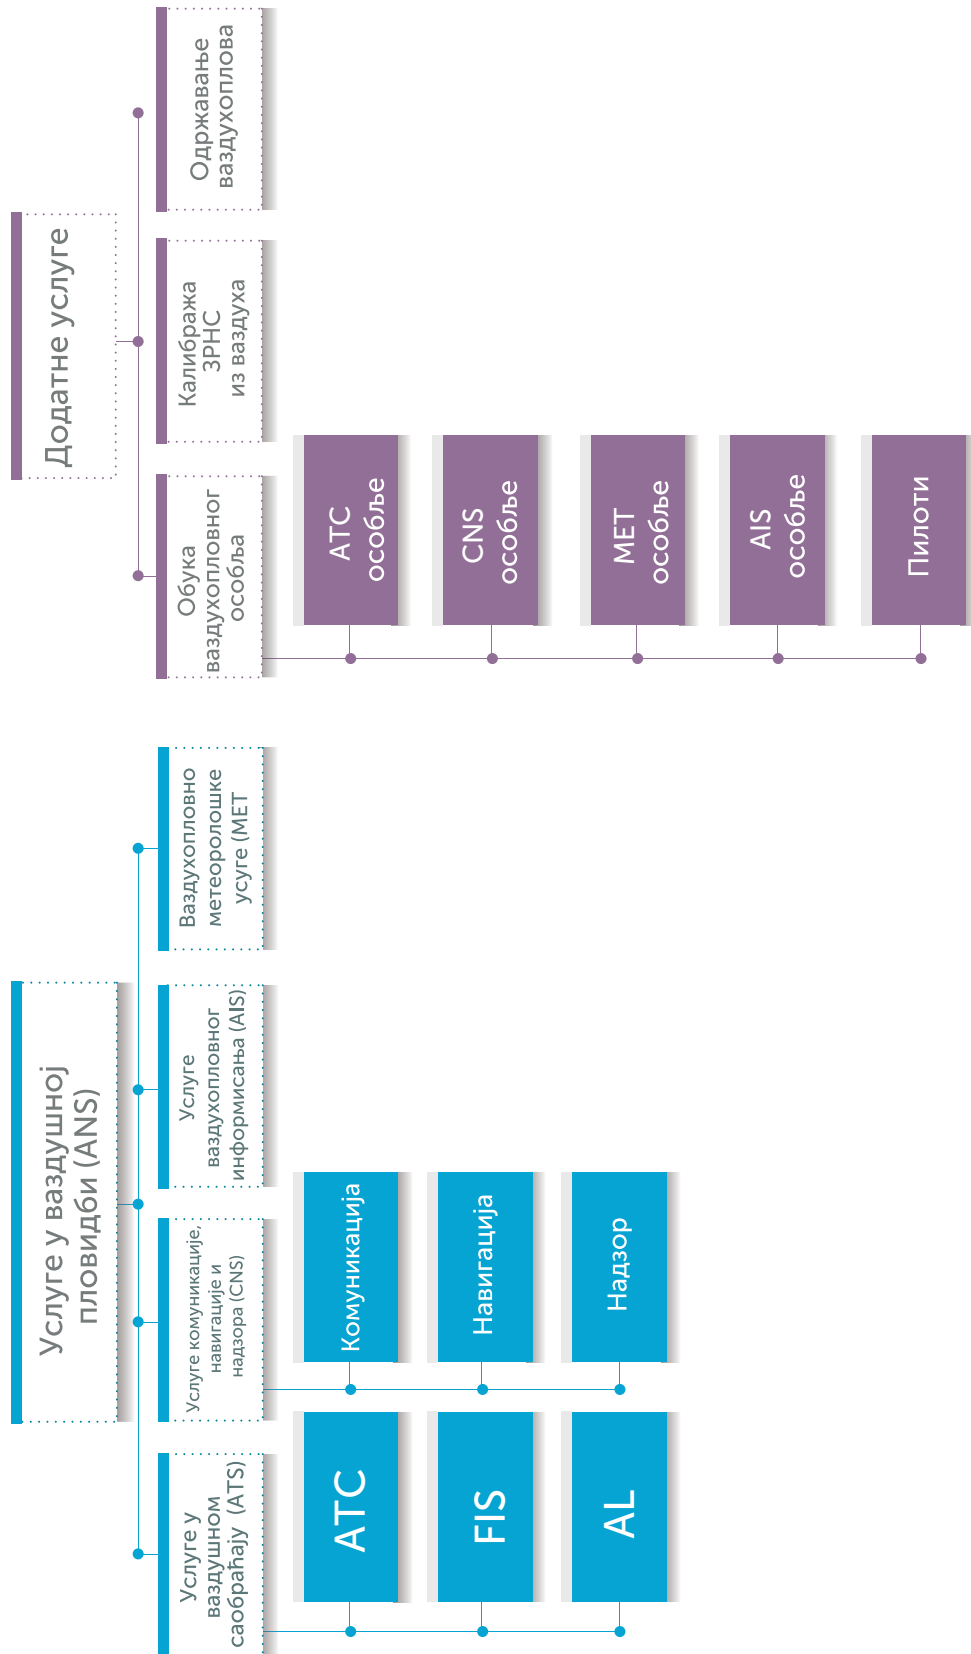 Услуге у ваздушној
пловидби (ANS)
Услуге у
ваздушном
саобраћају (ATS)
ATC
FIS
AL
Услуге комуникације,
навигације и
надзора (CNS)
Комуникација
Навигација
Надзор
Услуге
ваздухопловног
информисања (AIS)
Ваздухопловно
метеоролошке
усуге (MET
Додатне услуге
Обука
ваздухопловног
особља
ATC
особље
CNS
особље
MET
особље
AIS
особље
Пилоти
Калибража
ЗРНС
из ваздуха
Одржавање
ваздухоплова